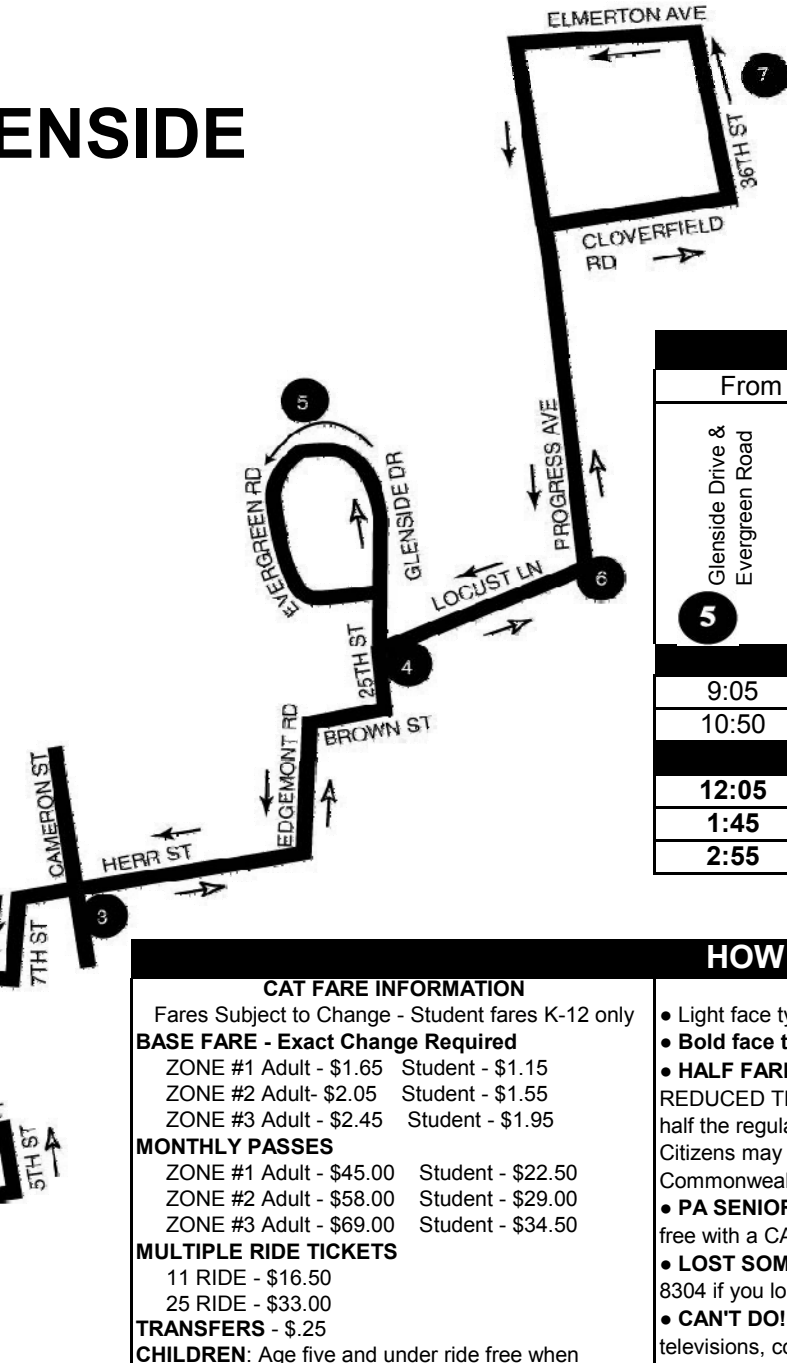 ENSIDE
ELMERTON AVE
7
36TH ST
CLOVERFIELD
RD
PROGRESS AVE
5
EVERGREEN RD
GLENSIDE DR
LOCUST LN
6
25TH ST
4
BROWN ST
EDGEMONT RD
CAMERON ST
HERR ST
3
7TH ST
5TH ST
From
Glenside Drive &
Evergreen Road
5
9:05
10:50
12:05
1:45
2:55
CAT FARE INFORMATION
Fares Subject to Change - Student fares K-12 only
BASE FARE - Exact Change Required
ZONE #1 Adult - $1.65 Student - $1.15
ZONE #2 Adult- $2.05 Student - $1.55
ZONE #3 Adult - $2.45 Student - $1.95
MONTHLY PASSES
ZONE #1 Adult - $45.00 Student - $22.50
ZONE #2 Adult - $58.00 Student - $29.00
ZONE #3 Adult - $69.00 Student - $34.50
MULTIPLE RIDE TICKETS
11 RIDE - $16.50
25 RIDE - $33.00
TRANSFERS - $.25
CHILDREN: Age five and under ride free when
HOW
● Light face ty
● Bold face t
● HALF FAR
REDUCED T
half the regula
Citizens may
Commonweal
● PA SENIOR
free with a CA
● LOST SOM
8304 if you lo
● CAN'T DO!
televisions, co